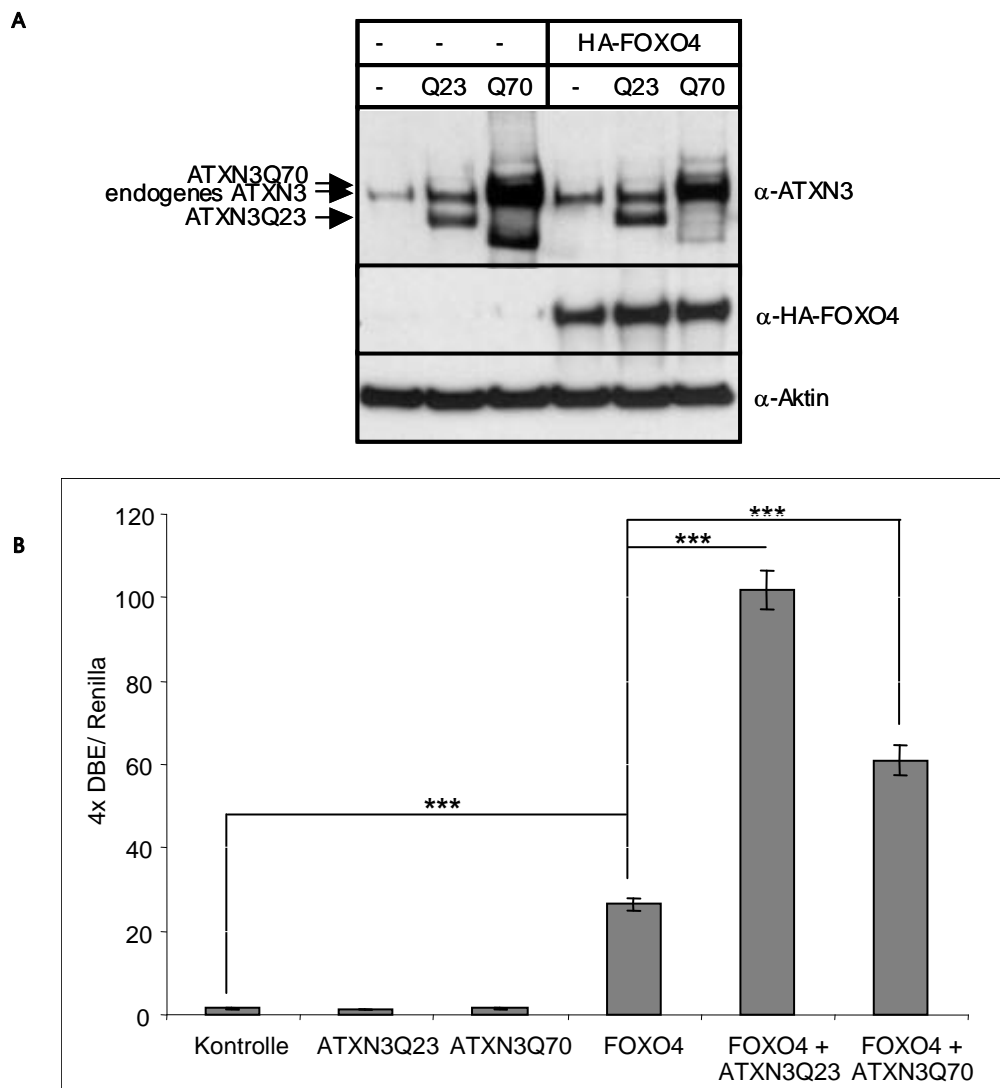 A
- - - HA-FOXO4
- Q23 Q70 - Q23 Q70
ATXN3Q70
endogenes ATXN3
ATXN3Q23
α-ATXN3
α-HA-FOXO4
α-Aktin
B
4x DBE/ Renilla
120
100
80
60
40
20
0
***
***
***
Kontrolle ATXN3Q23 ATXN3Q70 FOXO4 FOXO4 + FOXO4 +
ATXN3Q23 ATXN3Q70